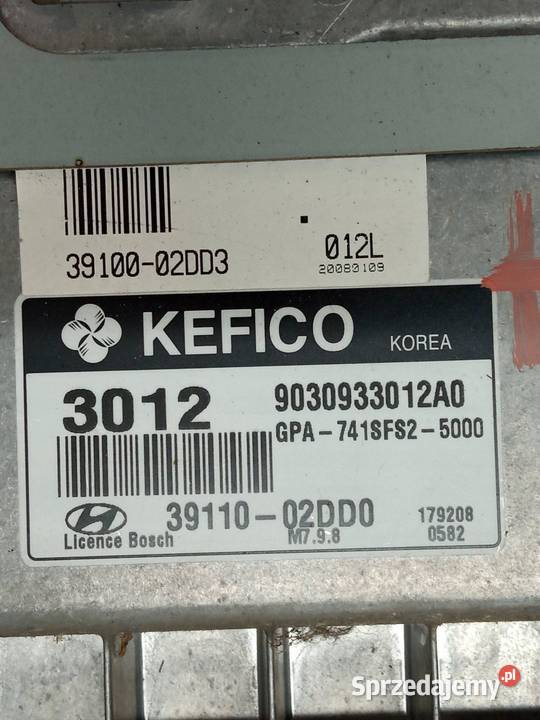 39100-02DD3
012L
20080109
KEFICO KOREA
3012
9030933012A0
GPA-741SFS2-5000
39110-02DD0
179208
Licence Bosch
M7.9.8
0582
Sprzedajemy.pl